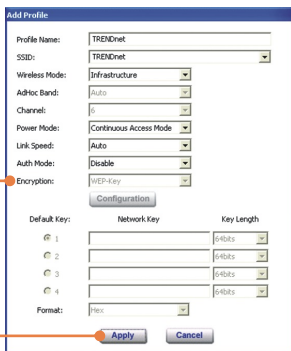 Add Profile
Profile Name: TRENDnet
SSID: TRENDnet
Wireless Mode: Infrastructure
AdHoc Band: Auto
Channel: 6
Power Mode: Continuous Access Mode
Link Speed: Auto
Auth Mode: Disable
Encryption: WEP-Key
Configuration
Default Key: Network Key Key Length
1 64bits
2 64bits
3 64bits
4 64bits
Format: Hex
Apply Cancel